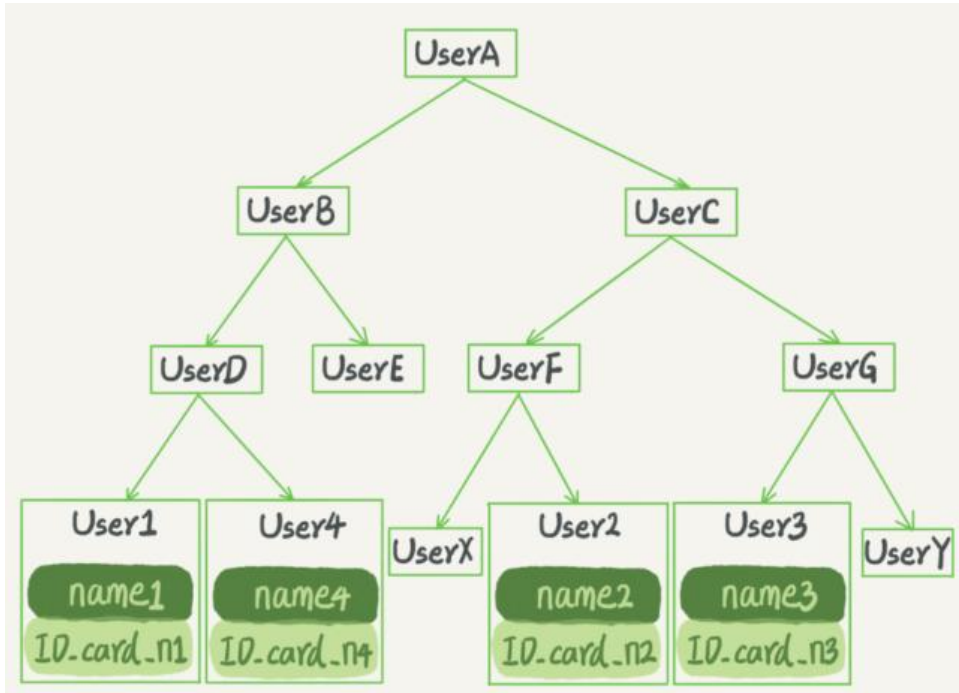 UserA
UserB
UserC
UserD
UserE
UserF
UserG
User1
User4
UserX
User2
User3
UserY
name1
name4
name2
name3
ID_card_n1
ID_card_n4
ID_card_n2
ID_card_n3